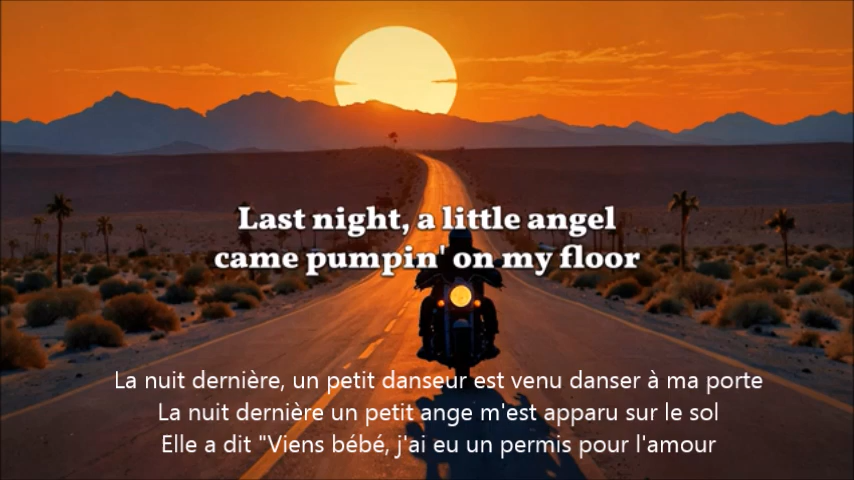 Last night, a little angel
came pumpin' on my floor
La nuit dernière, un petit danseur est venu danser à ma porte
La nuit dernière un petit ange m'est apparu sur le sol
Elle a dit "Viens bébé, j'ai eu un permis pour l'amour